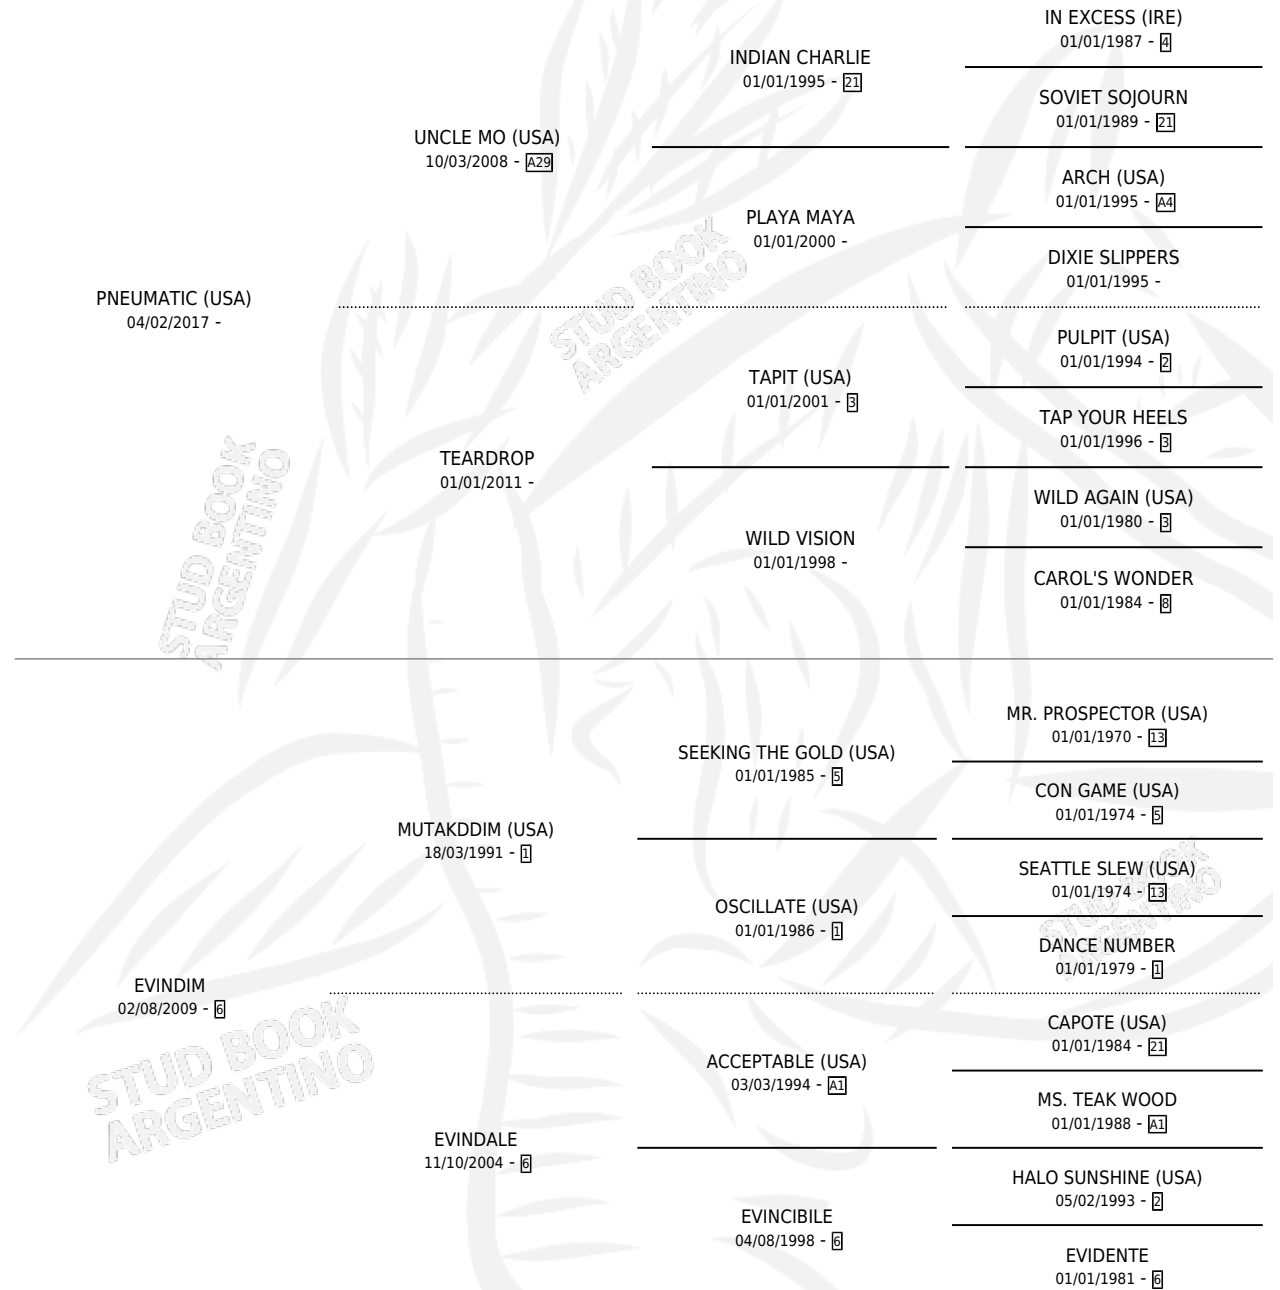 IN EXCESS (IRE)
01/01/1987 - 4
INDIAN CHARLIE
01/01/1995 - 21
SOVIET SOJOURN
01/01/1989 - 21
UNCLE MO (USA)
10/03/2008 - A29
ARCH (USA)
01/01/1995 - A4
PLAYA MAYA
01/01/2000 -
DIXIE SLIPPERS
01/01/1995 -
PNEUMATIC (USA)
04/02/2017 -
PULPIT (USA)
01/01/1994 - 2
TAPIT (USA)
01/01/2001 - 3
TAP YOUR HEELS
01/01/1996 - 3
TEARDROP
01/01/2011 -
WILD AGAIN (USA)
01/01/1980 - 3
WILD VISION
01/01/1998 -
CAROL'S WONDER
01/01/1984 - 8
MR. PROSPECTOR (USA)
01/01/1970 - 13
SEEKING THE GOLD (USA)
01/01/1985 - 5
CON GAME (USA)
01/01/1974 - 5
MUTAKDDIM (USA)
18/03/1991 - 1
SEATTLE SLEW (USA)
01/01/1974 - 13
OSCILLATE (USA)
01/01/1986 - 1
DANCE NUMBER
01/01/1979 - 1
EVINDIM
02/08/2009 - 6
CAPOTE (USA)
01/01/1984 - 21
ACCEPTABLE (USA)
03/03/1994 - A1
MS. TEAK WOOD
01/01/1988 - A1
EVINDALE
11/10/2004 - 6
HALO SUNSHINE (USA)
05/02/1993 - 2
EVINCIBILE
04/08/1998 - 6
EVIDENTE
01/01/1981 - 6
STUD BOOK
ARGENTINO
STUD BOOK
ARGENTINO
STUD BOOK
ARGENTINO
STUD BOOK
ARGENTINO